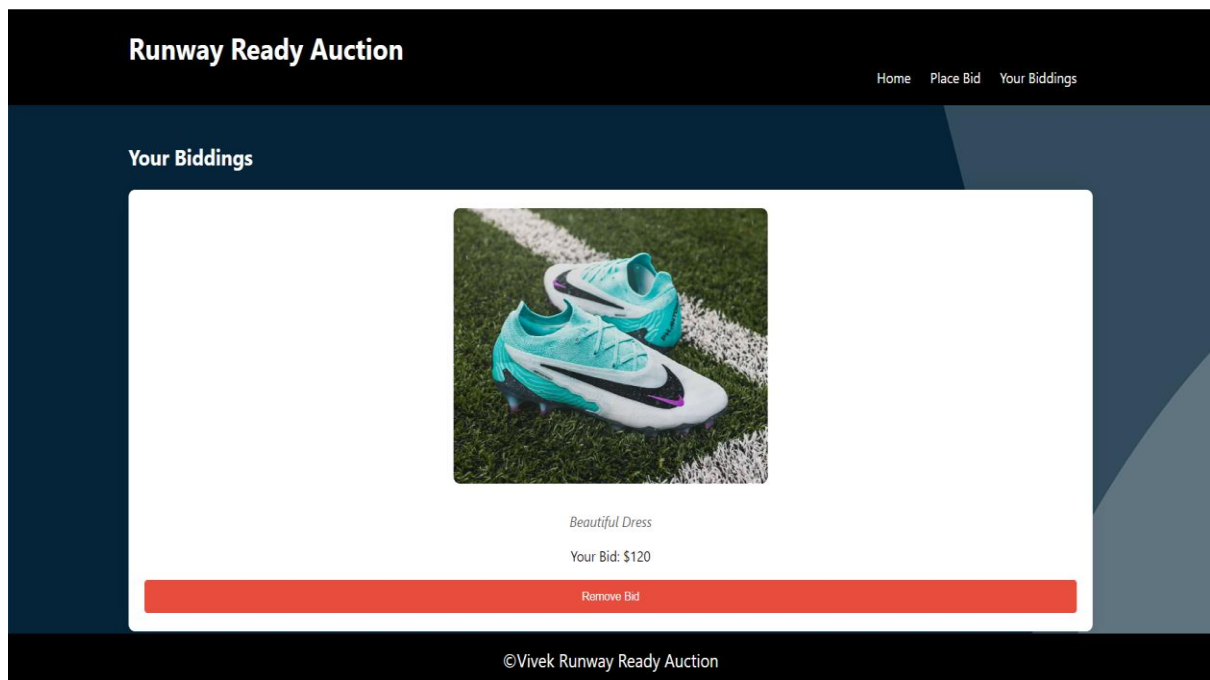 Runway Ready Auction
Home Place Bid Your Biddings
Your Biddings
Beautiful Dress
Your Bid: $120
Remove Bid
©Vivek Runway Ready Auction